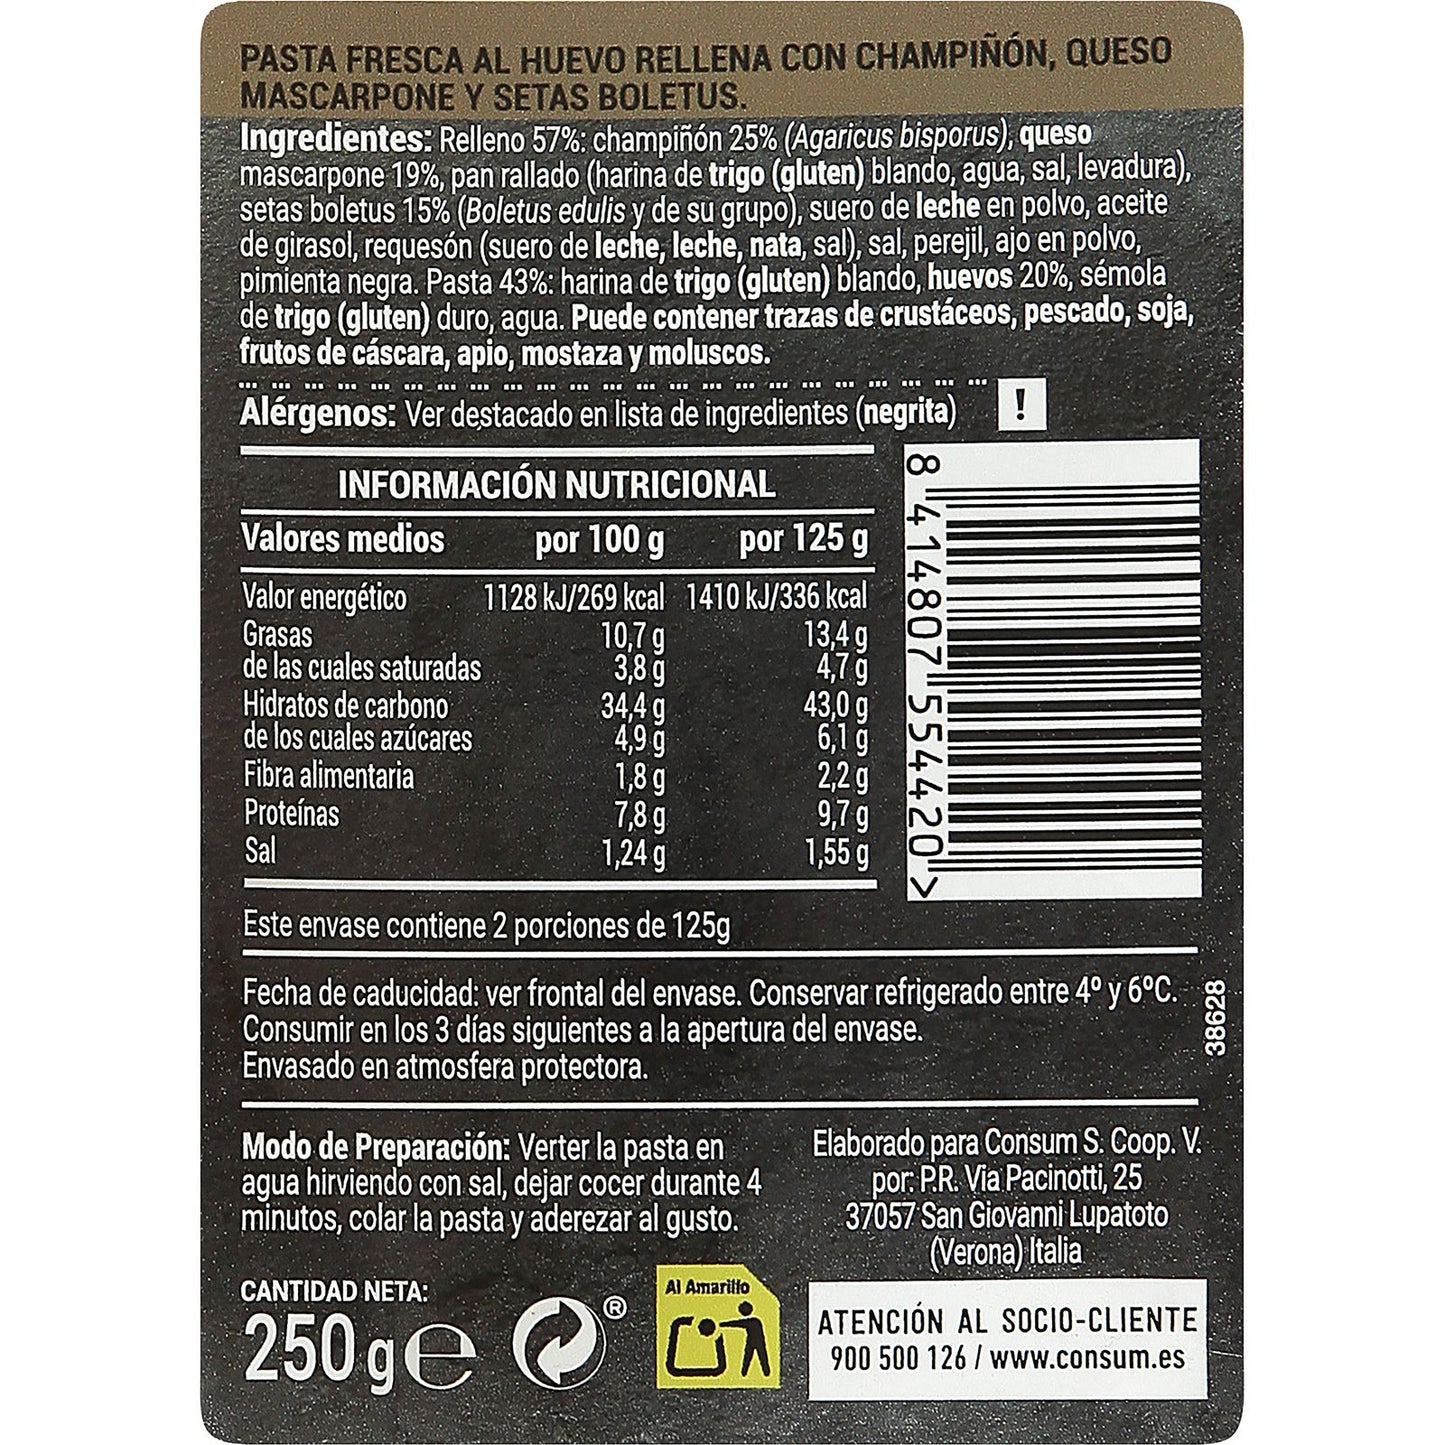 PASTA FRESCA AL HUEVO RELLENA CON CHAMPIÑÓN, QUESO
MASCARPONE Y SETAS BOLETUS.
Ingredientes: Relleno 57%: champiñón 25% (Agaricus bisporus), queso
mascarpone 19%, pan rallado (harina de trigo (gluten) blando, agua, sal, levadura),
setas boletus 15% (Boletus edulis y de su grupo), suero de leche en polvo, aceite
de girasol, requesón (suero de leche, leche, nata, sal), sal, perejil, ajo en polvo,
pimienta negra. Pasta 43%: harina de trigo (gluten) blando, huevos 20%, sémola
de trigo (gluten) duro, agua. Puede contener trazas de crustáceos, pescado, soja,
frutos de cáscara, apio, mostaza y moluscos.
Alérgenos: Ver destacado en lista de ingredientes (negrita) !
INFORMACIÓN NUTRICIONAL
Valores medios por 100 g por 125 g
Valor energético 1128 kJ/269 kcal 1410 kJ/336 kcal
Grasas 10,7 g 13,4 g
de las cuales saturadas 3,8 g 4,7 g
Hidratos de carbono 34,4 g 43,0 g
de los cuales azúcares 4,9 g 6,1 g
Fibra alimentaria 1,8 g 2,2 g
Proteínas 7,8 g 9,7 g
Sal 1,24 g 1,55 g
8 414807 554420 >
Este envase contiene 2 porciones de 125g
Fecha de caducidad: ver frontal del envase. Conservar refrigerado entre 4º y 6ºC.
Consumir en los 3 días siguientes a la apertura del envase.
Envasado en atmosfera protectora.
38628
Modo de Preparación: Verter la pasta en
agua hirviendo con sal, dejar cocer durante 4
minutos, colar la pasta y aderezar al gusto.
Elaborado para Consum S. Coop. V.
por: P.R. Via Pacinotti, 25
37057 San Giovanni Lupatoto
(Verona) Italia
CANTIDAD NETA:
250 g e
®
Al Amarillo
ATENCIÓN AL SOCIO-CLIENTE
900 500 126 / www.consum.es